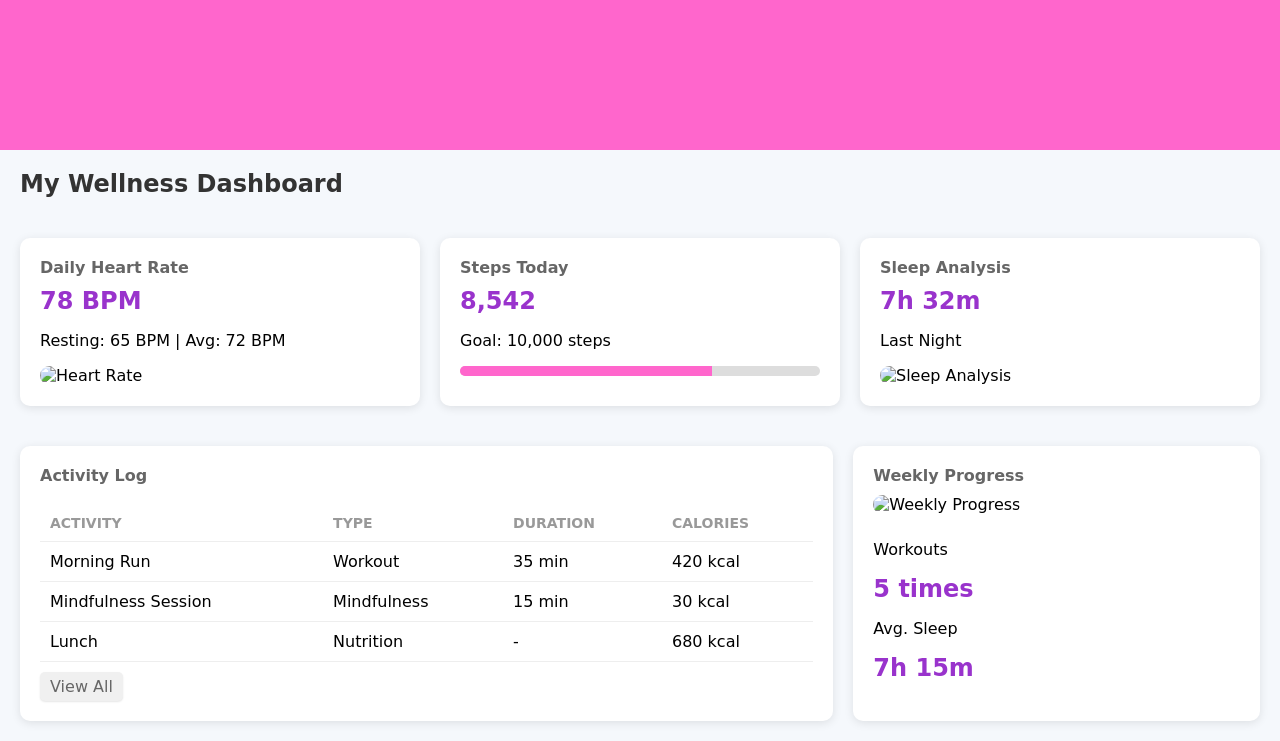 My Wellness Dashboard
Daily Heart Rate
78 BPM
Resting: 65 BPM | Avg: 72 BPM
Heart Rate
Steps Today
8,542
Goal: 10,000 steps
Sleep Analysis
7h 32m
Last Night
Sleep Analysis
Activity Log
ACTIVITY TYPE DURATION CALORIES
Morning Run Workout 35 min 420 kcal
Mindfulness Session Mindfulness 15 min 30 kcal
Lunch Nutrition - 680 kcal
View All
Weekly Progress
Weekly Progress
Workouts
5 times
Avg. Sleep
7h 15m